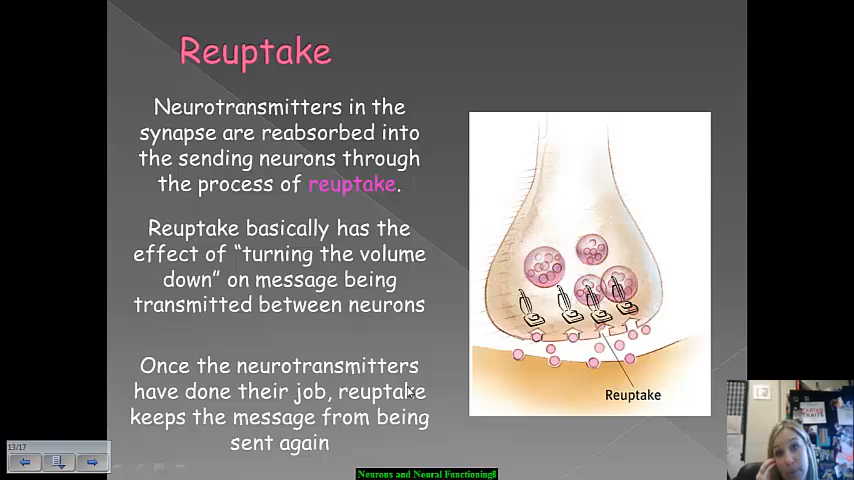 Reuptake
Neurotransmitters in the
synapse are reabsorbed into
the sending neurons through
the process of reuptake.
Reuptake basically has the
effect of “turning the volume
down” on message being
transmitted between neurons
Once the neurotransmitters
have done their job, reuptake
keeps the message from being
sent again
Reuptake
13/17
Neurons and Neural Functioning